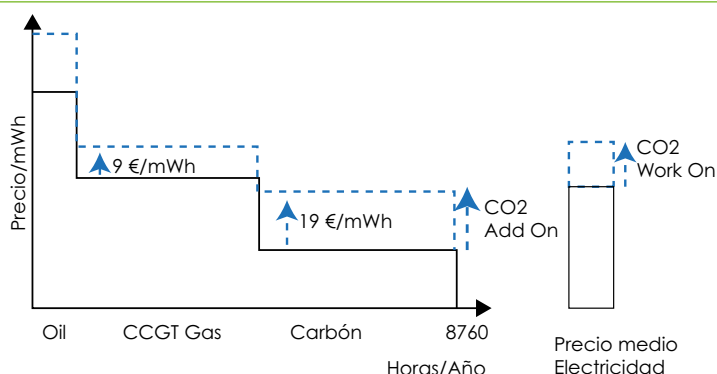 Precio/mWh
9 €/mWh
19 €/mWh
CO2
Add On
CO2
Work On
Oil
CCGT Gas
Carbón
8760
Horas/Año
Precio medio
Electricidad